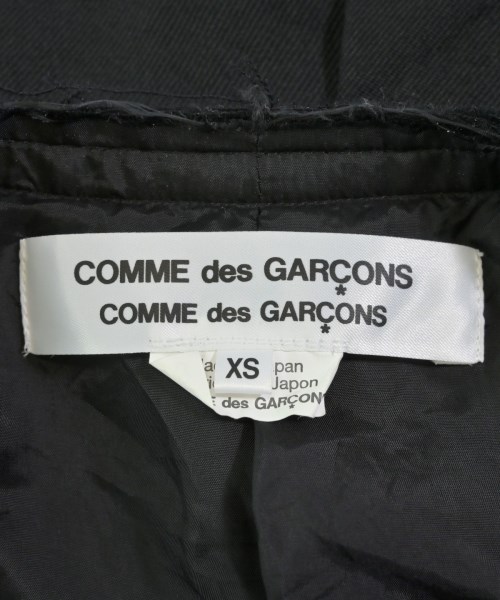 COMME des GARÇONS
COMME des GARÇONS
XS
pan
Japon
des GARÇON